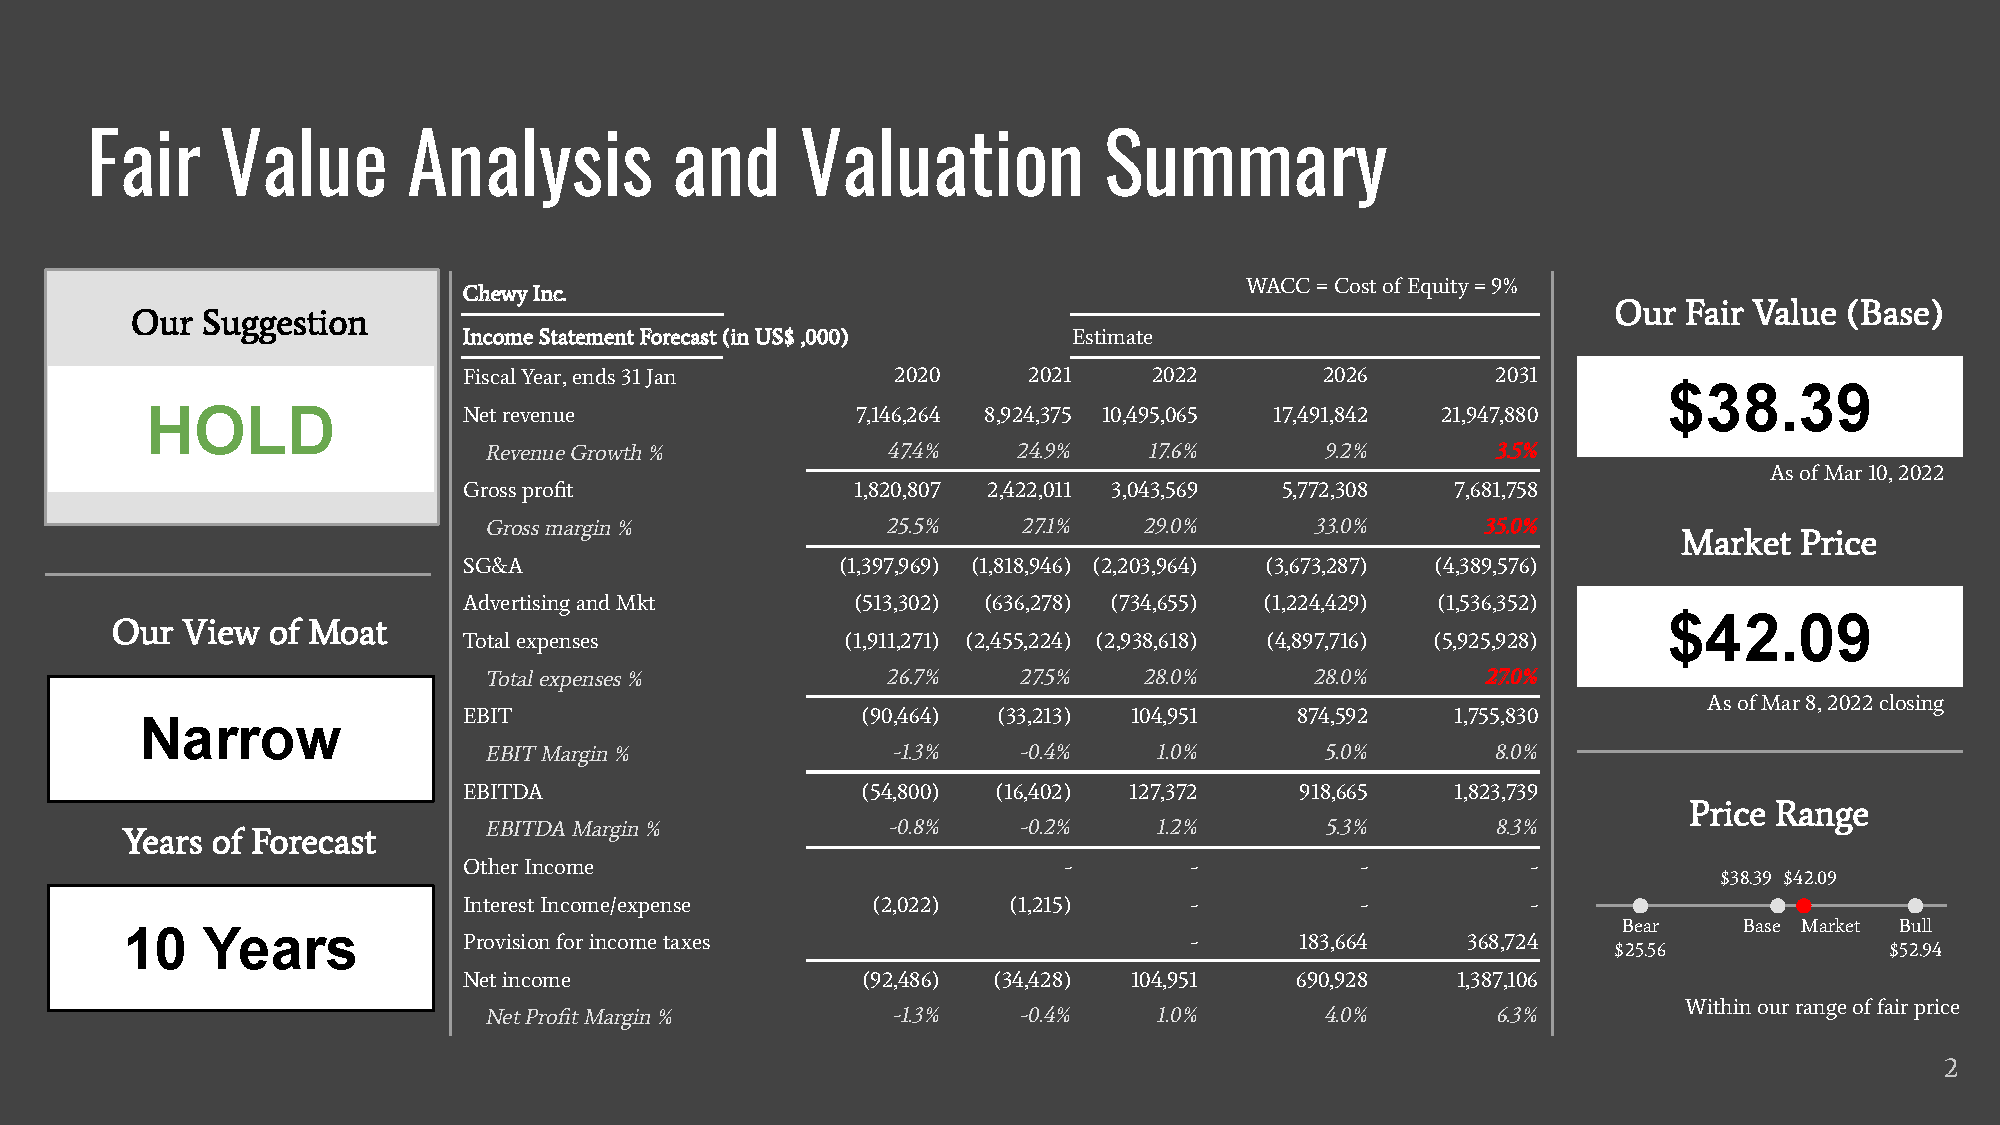 Fair Value Analysis and Valuation Summary
Our Suggestion
HOLD
Our View of Moat
Narrow
Years of Forecast
10 Years
Chewy Inc. WACC = Cost of Equity = 9%
Income Statement Forecast (in US$ ,000) Estimate
Fiscal Year, ends 31 Jan 2020 2021 2022 2026 2031
Net revenue 7,146,264 8,924,375 10,495,065 17,491,842 21,947,880
Revenue Growth % 47.4% 24.9% 17.6% 9.2% 3.5%
Gross profit 1,820,807 2,422,011 3,043,569 5,772,308 7,681,758
Gross margin % 25.5% 27.1% 29.0% 33.0% 35.0%
SG&A (1,397,969) (1,818,946) (2,203,964) (3,673,287) (4,389,576)
Advertising and Mkt (513,302) (636,278) (734,655) (1,224,429) (1,536,352)
Total expenses (1,911,271) (2,455,224) (2,938,618) (4,897,716) (5,925,928)
Total expenses % 26.7% 27.5% 28.0% 28.0% 27.0%
EBIT (90,464) (33,213) 104,951 874,592 1,755,830
EBIT Margin % -1.3% -0.4% 1.0% 5.0% 8.0%
EBITDA (54,800) (16,402) 127,372 918,665 1,823,739
EBITDA Margin % -0.8% -0.2% 1.2% 5.3% 8.3%
Other Income - - - -
Interest Income/expense (2,022) (1,215) - - -
Provision for income taxes - 183,664 368,724
Net income (92,486) (34,428) 104,951 690,928 1,387,106
Net Profit Margin % -1.3% -0.4% 1.0% 4.0% 6.3%
Our Fair Value (Base)
$38.39
As of Mar 10, 2022
Market Price
$42.09
As of Mar 8, 2022 closing
Price Range
$38.39 $42.09
Bear Base Market Bull
$25.56 $52.94
Within our range of fair price
2